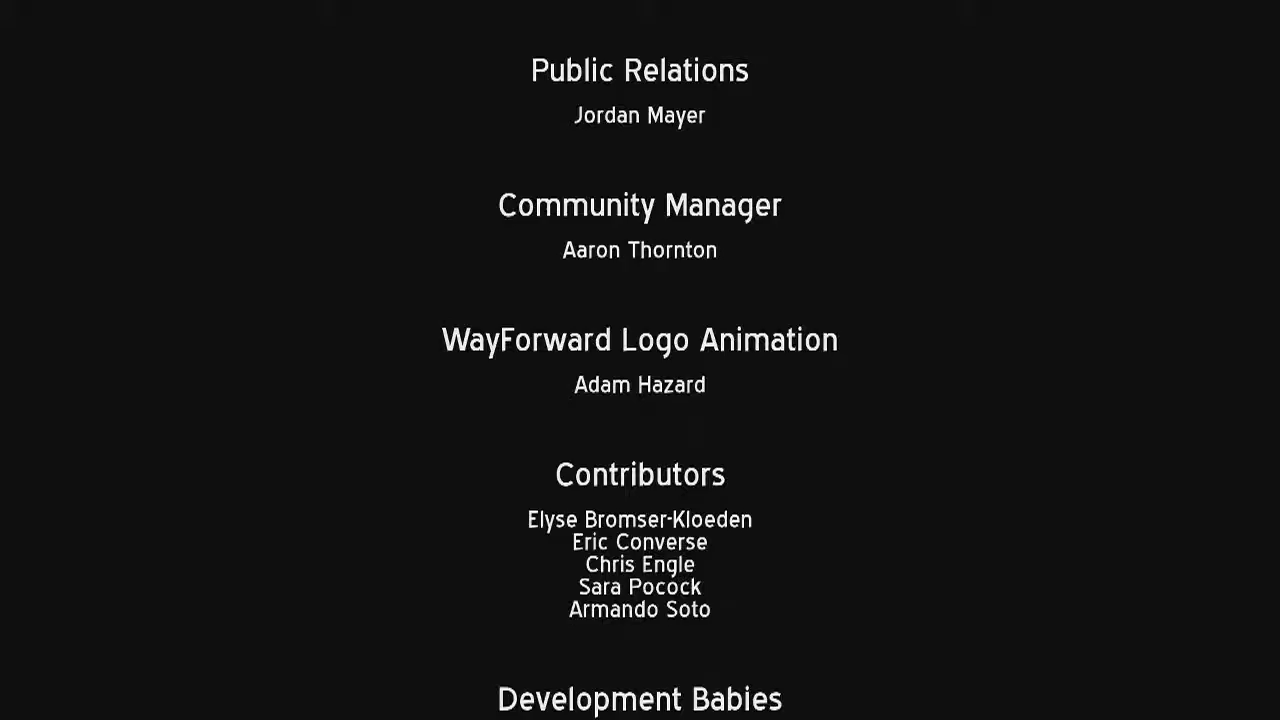 Public Relations
Jordan Mayer
Community Manager
Aaron Thornton
WayForward Logo Animation
Adam Hazard
Contributors
Elyse Bromser-Kloeden
Eric Converse
Chris Engle
Sara Pocock
Armando Soto
Development Babies